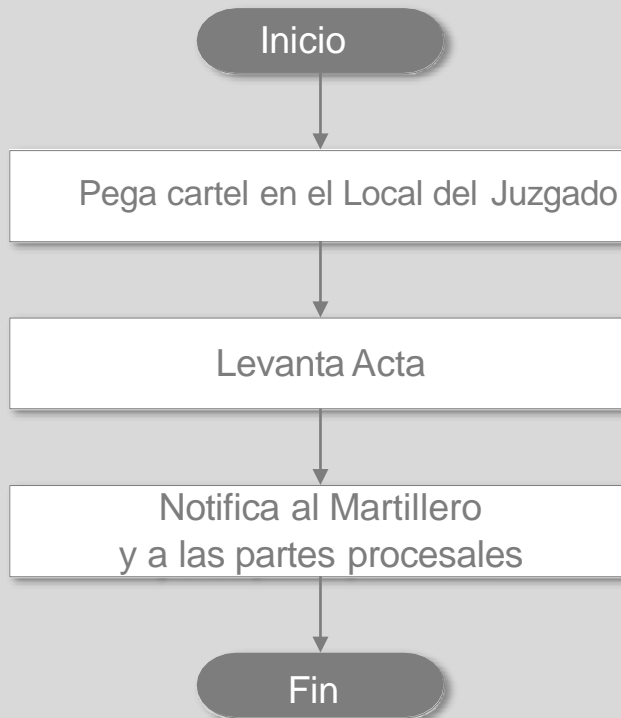 Inicio
Pega cartel en el Local del Juzgado
Levanta Acta
Notifica al Martillero
y a las partes procesales
Fin